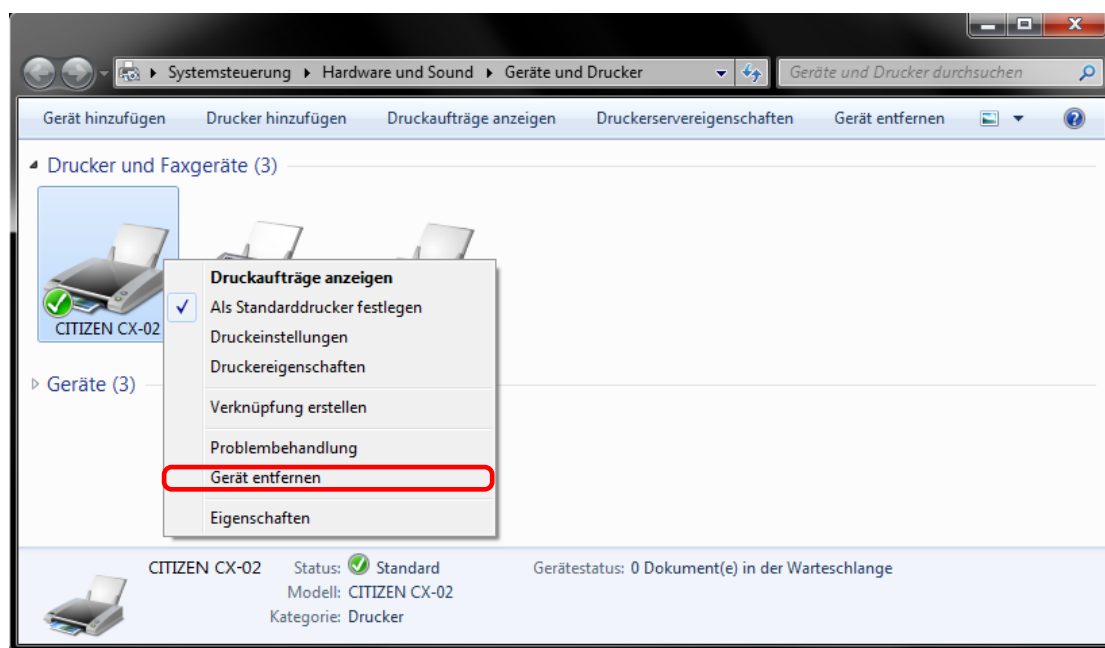 Systemsteuerung Hardware und Sound Geräte und Drucker Geräte und Drucker durchsuchen
Gerät hinzufügen Drucker hinzufügen Druckaufträge anzeigen Druckerservereigenschaften Gerät entfernen
Drucker und Faxgeräte (3)
CITIZEN CX-02
Druckaufträge anzeigen
Als Standarddrucker festlegen
Druckeinstellungen
Druckereigenschaften
Verknüpfung erstellen
Problembehandlung
Gerät entfernen
Eigenschaften
Geräte (3)
CITIZEN CX-02 Status: Standard Gerätestatus: 0 Dokument(e) in der Warteschlange
Modell: CITIZEN CX-02
Kategorie: Drucker